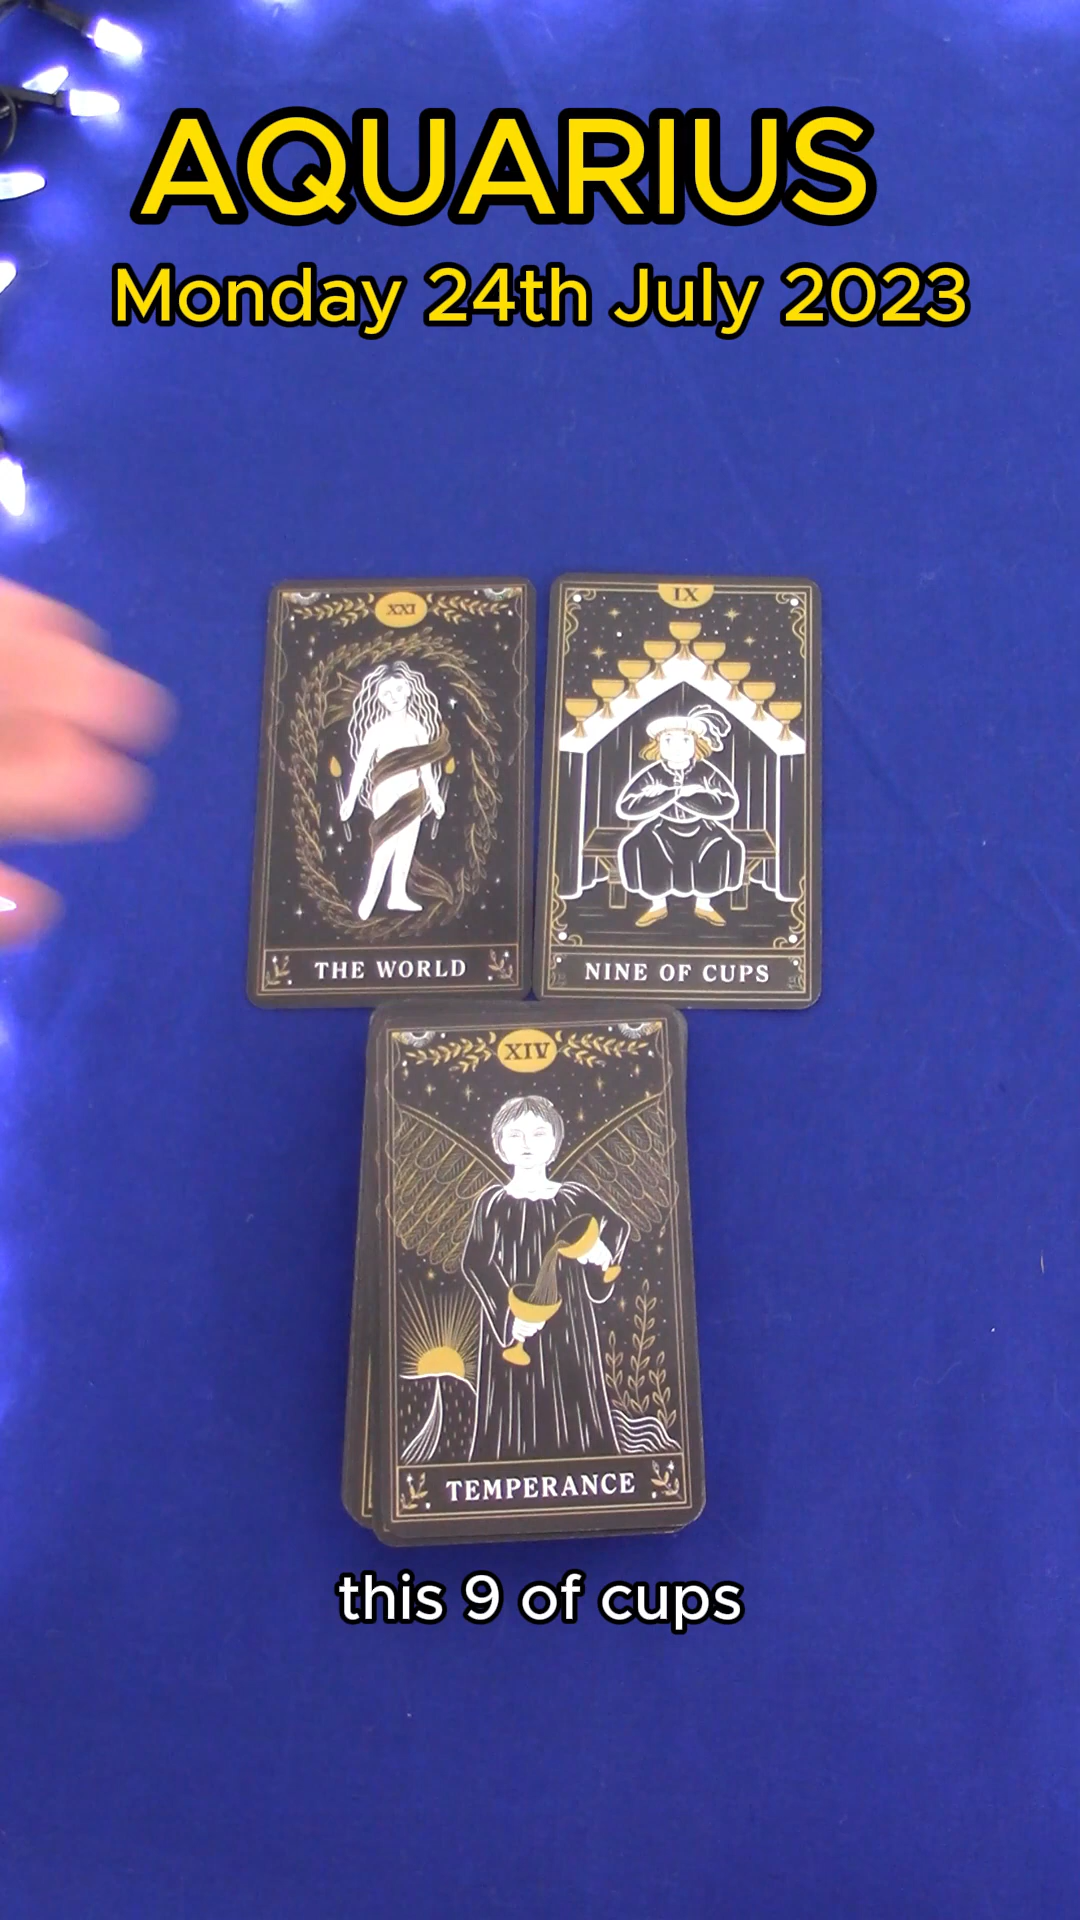 AQUARIUS
Monday 24th July 2023
XXI
IX
THE WORLD
NINE OF CUPS
XIV
TEMPERANCE
this 9 of cups